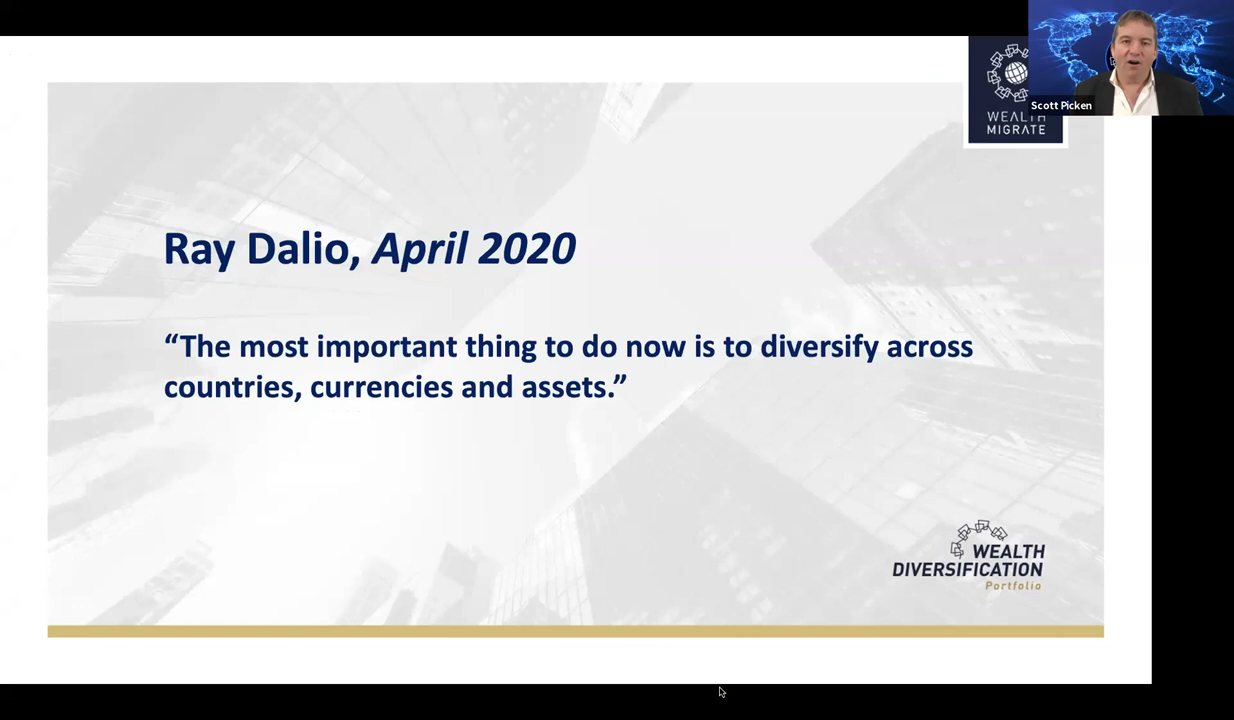 Scott Picken
WEALTH
MIGRATE
Ray Dalio, April 2020
“The most important thing to do now is to diversify across
countries, currencies and assets.”
WEALTH
DIVERSIFICATION
Portfolio